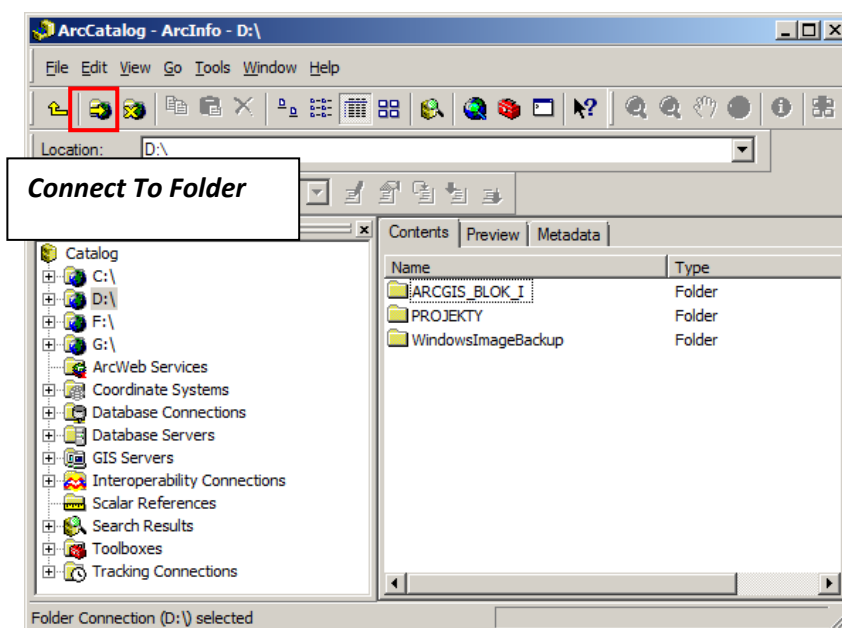 ArcCatalog - ArcInfo - D:\
File Edit View Go Tools Window Help
Location: D:\
Connect To Folder
Contents Preview Metadata
Catalog
C:\
D:\
F:\
G:\
ArcWeb Services
Coordinate Systems
Database Connections
Database Servers
GIS Servers
Interoperability Connections
Scalar References
Search Results
Toolboxes
Tracking Connections
Name Type
ARCGIS_BLOK_I Folder
PROJEKTY Folder
WindowsImageBackup Folder
Folder Connection (D:\) selected